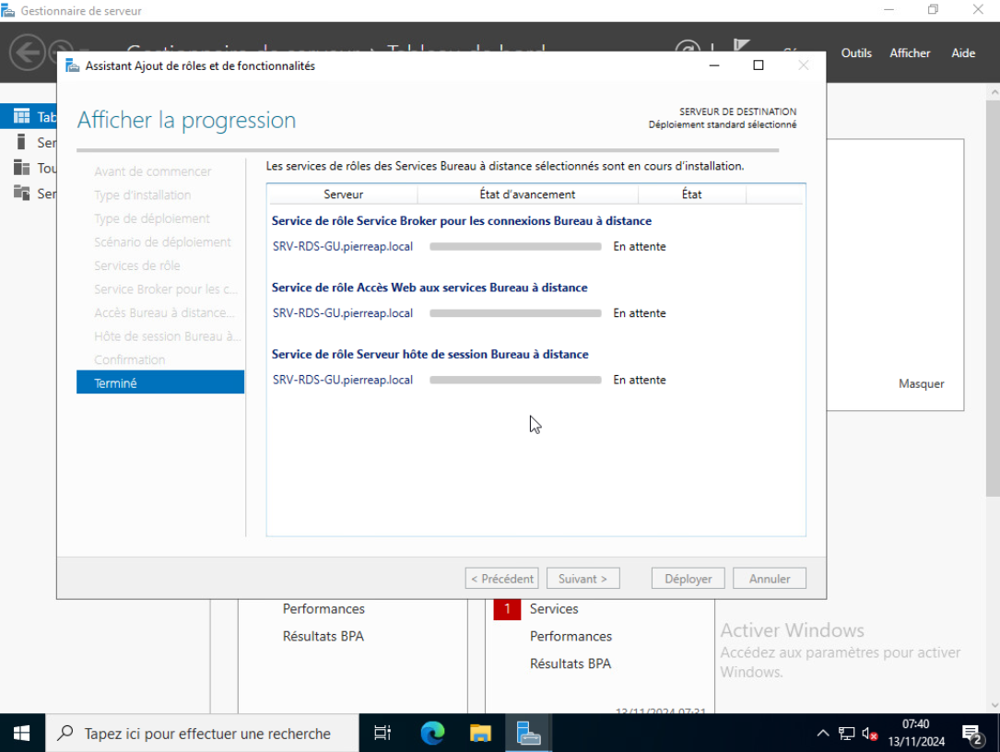 Gestionnaire de serveur
Outils Afficher Aide
Assistant Ajout de rôles et de fonctionnalités
Afficher la progression
SERVEUR DE DESTINATION
Déploiement standard sélectionné
Avant de commencer
Type d'installation
Type de déploiement
Scénario de déploiement
Services de rôle
Service Broker pour les c...
Accès Bureau à distance...
Hôte de session Bureau à...
Confirmation
Terminé
Les services de rôles des Services Bureau à distance sélectionnés sont en cours d'installation.
Serveur État d'avancement État
Service de rôle Service Broker pour les connexions Bureau à distance
SRV-RDS-GU.pierreap.local En attente
Service de rôle Accès Web aux services Bureau à distance
SRV-RDS-GU.pierreap.local En attente
Service de rôle Serveur hôte de session Bureau à distance
SRV-RDS-GU.pierreap.local En attente
Masquer
< Précédent Suivant > Déployer Annuler
Performances
Résultats BPA
1 Services
Performances
Résultats BPA
13/11/2024 07:31
Activer Windows
Accédez aux paramètres pour activer
Windows.
Tapez ici pour effectuer une recherche
07:40
13/11/2024
2